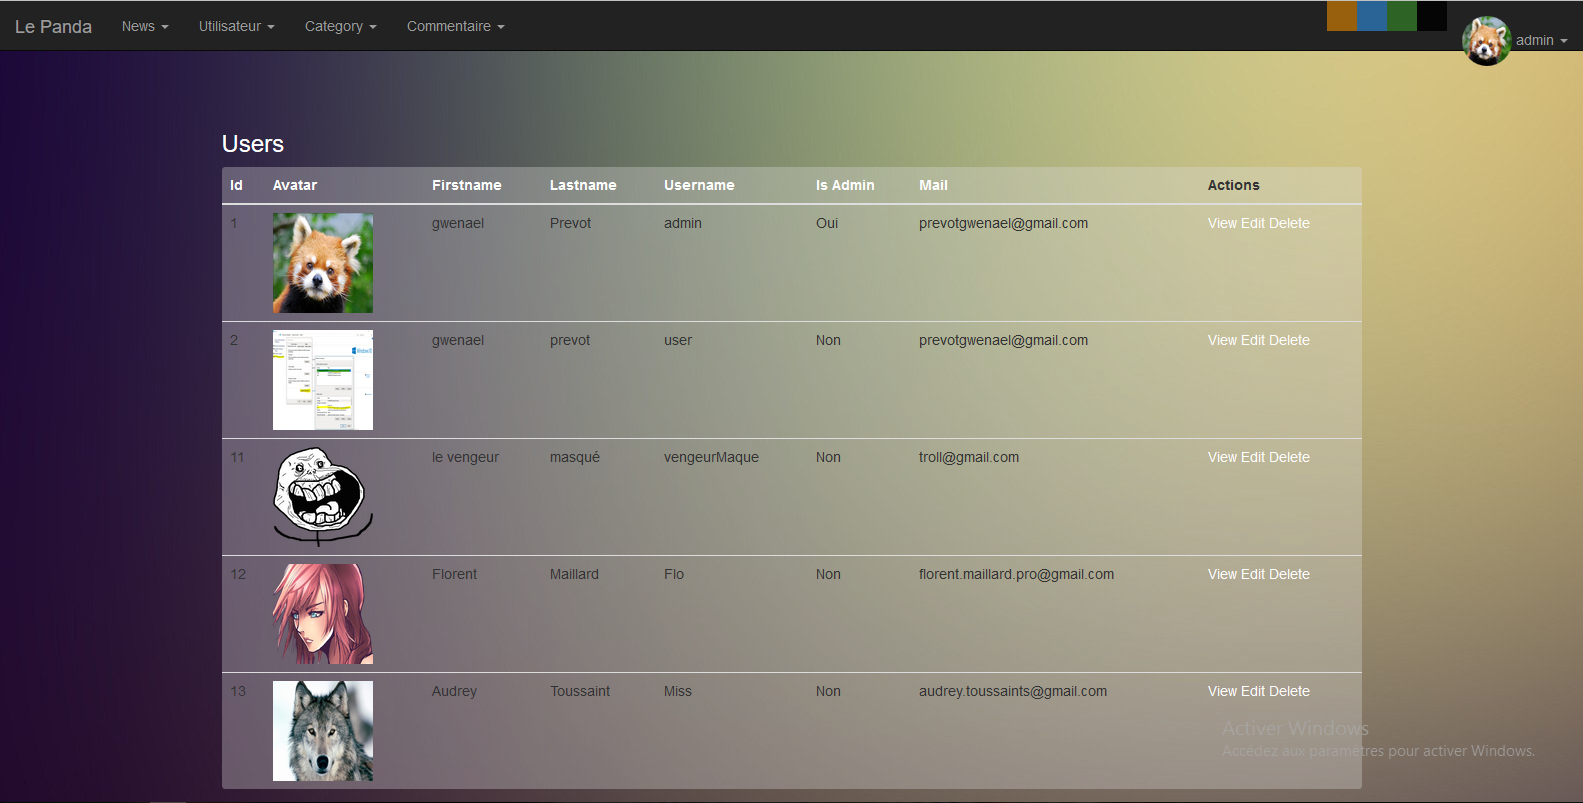 Le Panda News Utilisateur Category Commentaire admin
Users
Id Avatar Firstname Lastname Username Is Admin Mail Actions
1 gwenael Prevot admin Oui prevotgwenael@gmail.com View Edit Delete
2 gwenael prevot user Non prevotgwenael@gmail.com View Edit Delete
11 le vengeur masqué vengeurMaque Non troll@gmail.com View Edit Delete
12 Florent Maillard Flo Non florent.maillard.pro@gmail.com View Edit Delete
13 Audrey Toussaint Miss Non audrey.toussaints@gmail.com View Edit Delete
Activer Windows
Accédez aux paramètres pour activer Windows.